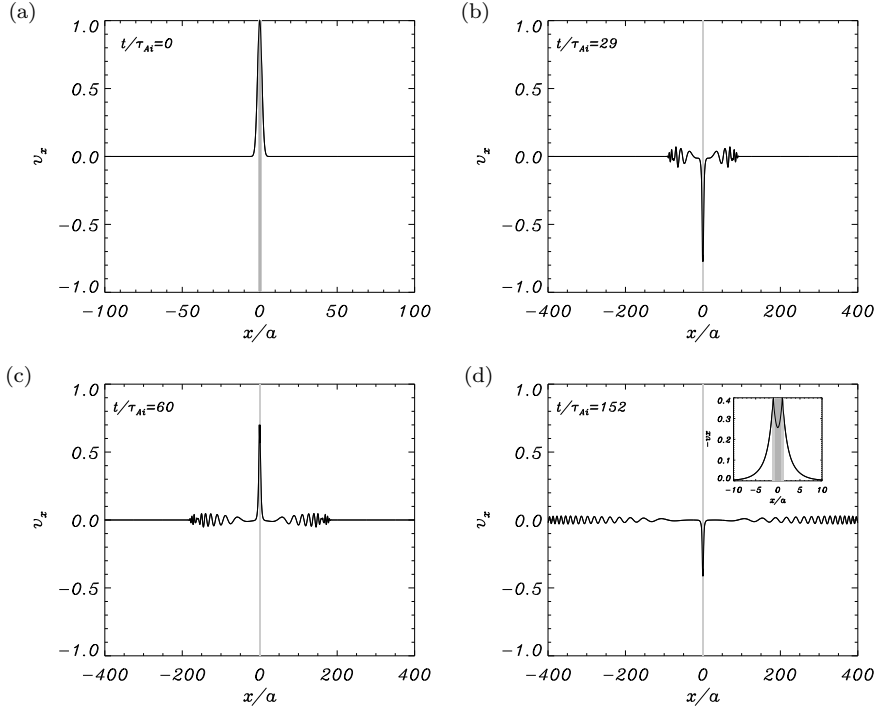 (a)
t/τAi=0
1.0
0.5
0.0
−0.5
−1.0
vx
−100 −50 0 50 100
x/a
(b)
t/τAi=29
1.0
0.5
0.0
−0.5
−1.0
vx
−400 −200 0 200 400
x/a
(c)
t/τAi=60
1.0
0.5
0.0
−0.5
−1.0
vx
−400 −200 0 200 400
x/a
(d)
t/τAi=152
1.0
0.5
0.0
−0.5
−1.0
vx
−400 −200 0 200 400
x/a
0.4
0.3
0.2
0.1
0.0
−vx
−10 −5 0 5 10
x/a